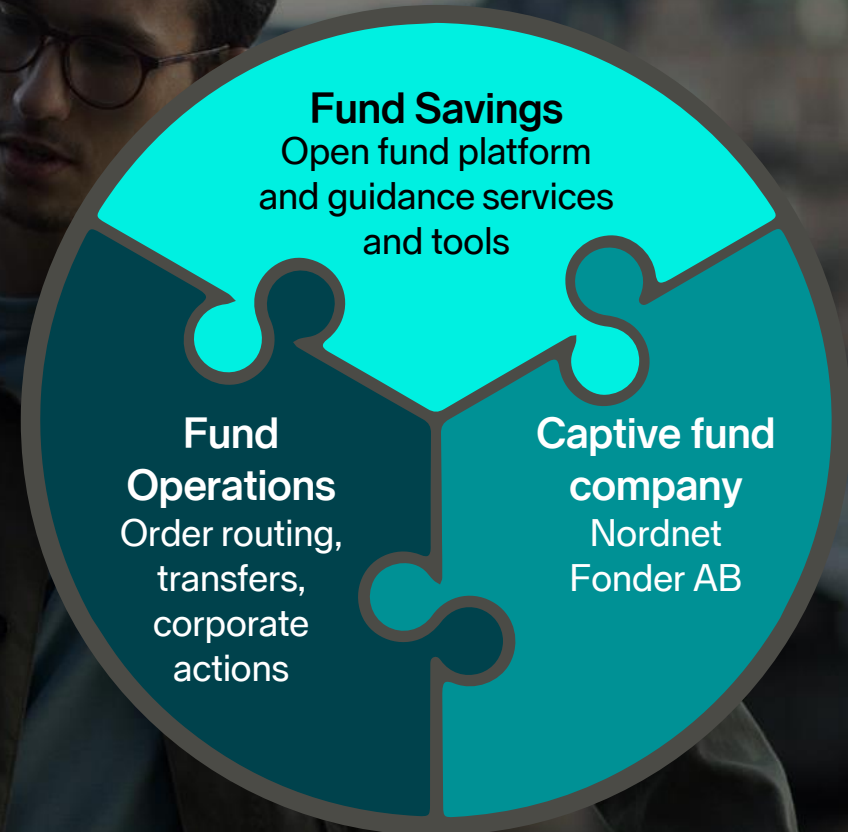 Fund Savings
Open fund platform
and guidance services
and tools
Fund
Operations
Order routing,
transfers,
corporate
actions
Captive fund
company
Nordnet
Fonder AB